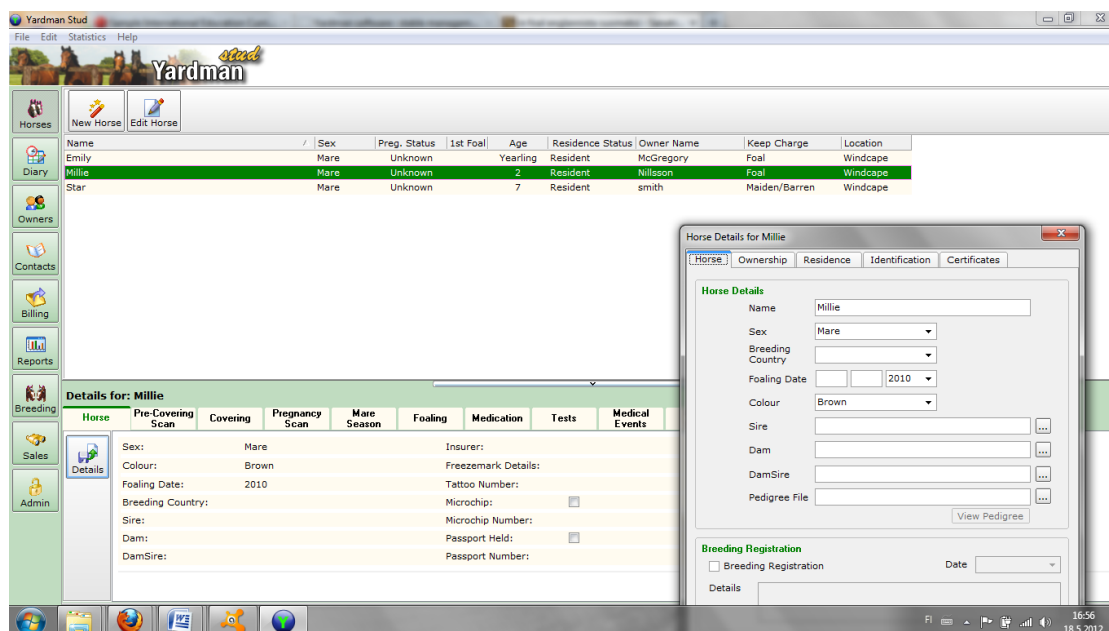 Yardman Stud
File Edit Statistics Help
stud
Yardman
Horses
Diary
Owners
Contacts
Billing
Reports
Breeding
Sales
Admin
New Horse Edit Horse
Name / Sex Preg. Status 1st Foal Age Residence Status Owner Name Keep Charge Location
Emily Mare Unknown Yearling Resident McGregory Foal Windcape
Millie Mare Unknown 2 Resident Nillsson Foal Windcape
Star Mare Unknown 7 Resident smith Maiden/Barren Windcape
Details for: Millie
Horse Pre-Covering Scan Covering Pregnancy Scan Mare Season Foaling Medication Tests Medical Events
Details
Sex: Mare Insurer:
Colour: Brown Freezemark Details:
Foaling Date: 2010 Tattoo Number:
Breeding Country: Microchip:
Sire: Microchip Number:
Dam: Passport Held:
DamSire: Passport Number:
Horse Details for Millie
Horse Ownership Residence Identification Certificates
Horse Details
Name Millie
Sex Mare
Breeding Country
Foaling Date 2010
Colour Brown
Sire ...
Dam ...
DamSire ...
Pedigree File ...
View Pedigree
Breeding Registration
Breeding Registration Date
Details
FI 16:56
18.5.2012